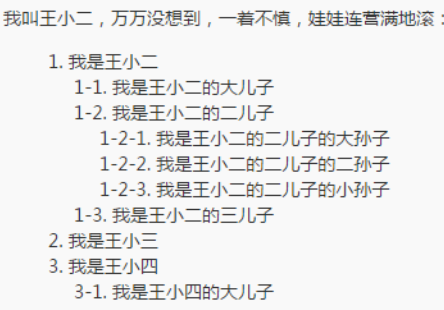 我叫王小二，万万没想到，一着不慎，娃娃连营满地滚：
1. 我是王小二
1-1. 我是王小二的大儿子
1-2. 我是王小二的二儿子
1-2-1. 我是王小二的二儿子的大孙子
1-2-2. 我是王小二的二儿子的二孙子
1-2-3. 我是王小二的二儿子的小孙子
1-3. 我是王小二的三儿子
2. 我是王小三
3. 我是王小四
3-1. 我是王小四的大儿子